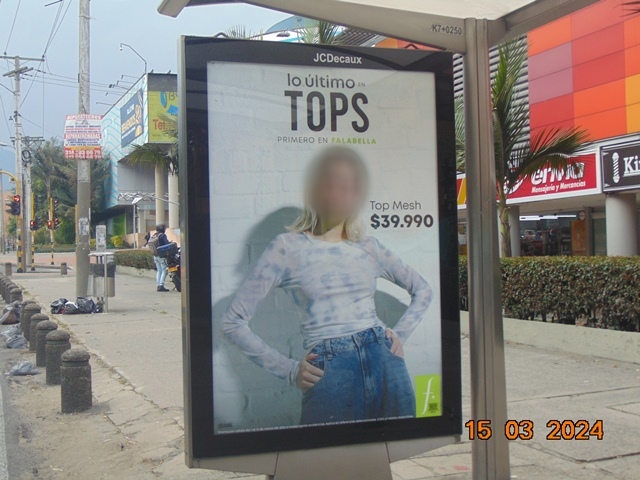 K7+0250
JCDecaux
lo último EN
TOPS
PRIMERO EN FALABELLA
Top Mesh
$39.990
f.
Mensajería y Mercancías
15 03 2024